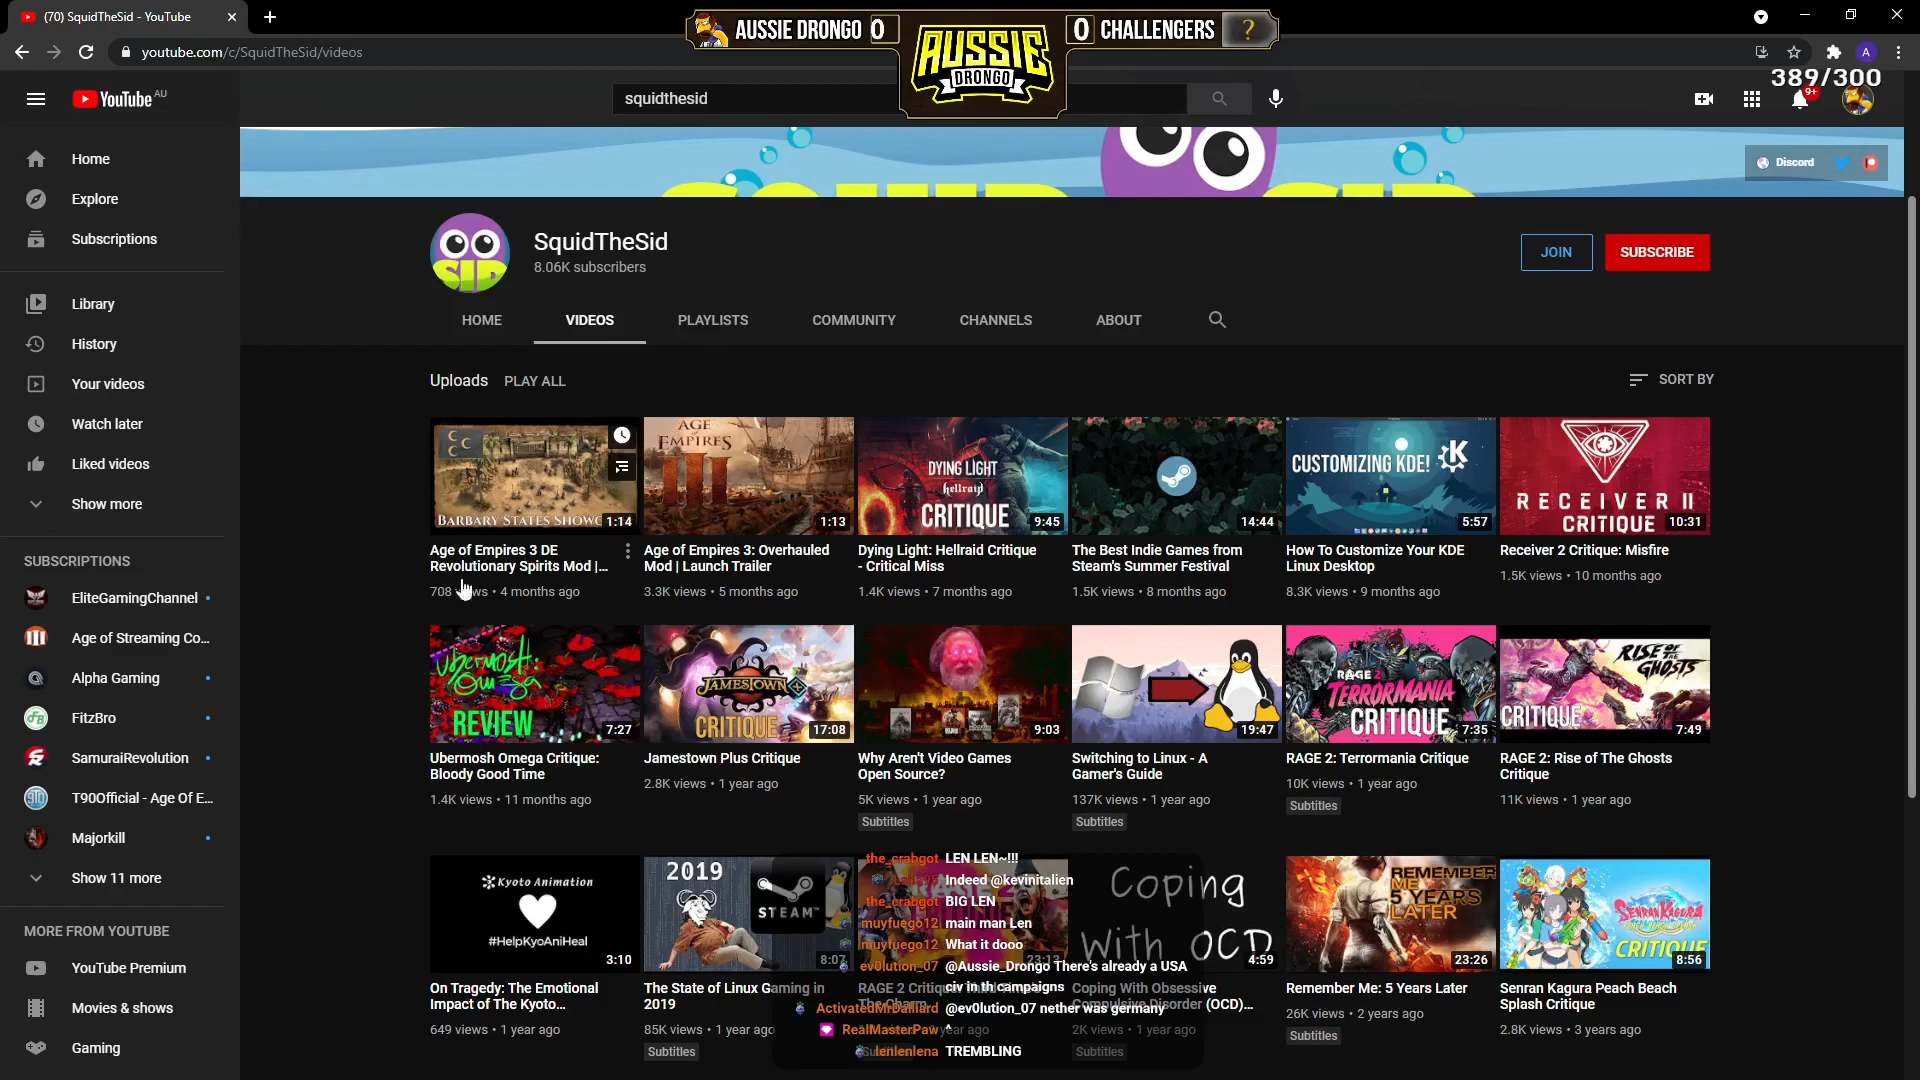 (70) SquidTheSid - YouTube
AUSSIE DRONGO 0
AUSSIE
DRONGO
0 CHALLENGERS ?
youtube.com/c/SquidTheSid/videos
A
389/300
YouTube AU
squidthesid
9+
Home
Explore
Subscriptions
Library
History
Your videos
Watch later
Liked videos
Show more
SUBSCRIPTIONS
EliteGamingChannel
Age of Streaming Co...
Alpha Gaming
FitzBro
SamuraiRevolution
T90Official - Age Of E...
Majorkill
Show 11 more
MORE FROM YOUTUBE
YouTube Premium
Movies & shows
Gaming
Discord
SID
SquidTheSid
8.06K subscribers
JOIN
SUBSCRIBE
HOME
VIDEOS
PLAYLISTS
COMMUNITY
CHANNELS
ABOUT
Uploads PLAY ALL
SORT BY
BARBARY STATES SHOWC
1:14
AGE
EMPIRES
III
1:13
DYING LIGHT
hellraid
CRITIQUE
9:45
14:44
CUSTOMIZING KDE!
5:57
RECEIVER II
CRITIQUE
10:31
Age of Empires 3 DE
Revolutionary Spirits Mod |...
708 • 4 months ago
Age of Empires 3: Overhauled
Mod | Launch Trailer
3.3K views • 5 months ago
Dying Light: Hellraid Critique
- Critical Miss
1.4K views • 7 months ago
The Best Indie Games from
Steam's Summer Festival
1.5K views • 8 months ago
How To Customize Your KDE
Linux Desktop
8.3K views • 9 months ago
Receiver 2 Critique: Misfire
1.5K views • 10 months ago
Ubermosh:
Omega
REVIEW
7:27
JAMESTOWN+
CRITIQUE
17:08
9:03
19:47
RAGE 2
TERRORMANIA
CRITIQUE
7:35
RISE OF THE
GHOSTS
CRITIQUE
7:49
Ubermosh Omega Critique:
Bloody Good Time
1.4K views • 11 months ago
Jamestown Plus Critique
2.8K views • 1 year ago
Why Aren't Video Games
Open Source?
5K views • 1 year ago
Subtitles
Switching to Linux - A
Gamer's Guide
137K views • 1 year ago
Subtitles
RAGE 2: Terrormania Critique
10K views • 1 year ago
Subtitles
RAGE 2: Rise of The Ghosts
Critique
11K views • 1 year ago
Kyoto Animation
#HelpKyoAniHeal
3:10
2019
STEAM
8:07
23:13
Coping
With OCD
4:59
REMEMBER
ME 5 YEARS
LATER
23:26
SENRAN KAGURA
CRITIQUE
8:56
On Tragedy: The Emotional
Impact of The Kyoto...
649 views • 1 year ago
The State of Linux Gaming in
2019
85K views • 1 year ago
Subtitles
RAGE 2 Critique:
The Charm
Coping With Obsessive
Compulsive Disorder (OCD)...
2K views • 1 year ago
Subtitles
Remember Me: 5 Years Later
26K views • 2 years ago
Subtitles
Senran Kagura Peach Beach
Splash Critique
2.8K views • 3 years ago
the_crabgot LEN LEN~!!!
Indeed @kevinitalien
the_crabgot BIG LEN
muyfuego12 main man Len
muyfuego12 What it dooo
ev0lution_07 @Aussie_Drongo There's already a USA
civ in th campaigns
ActivatedMrDalliard @ev0lution_07 nether was germany
RealMasterPaw ^
lenlenlena TREMBLING